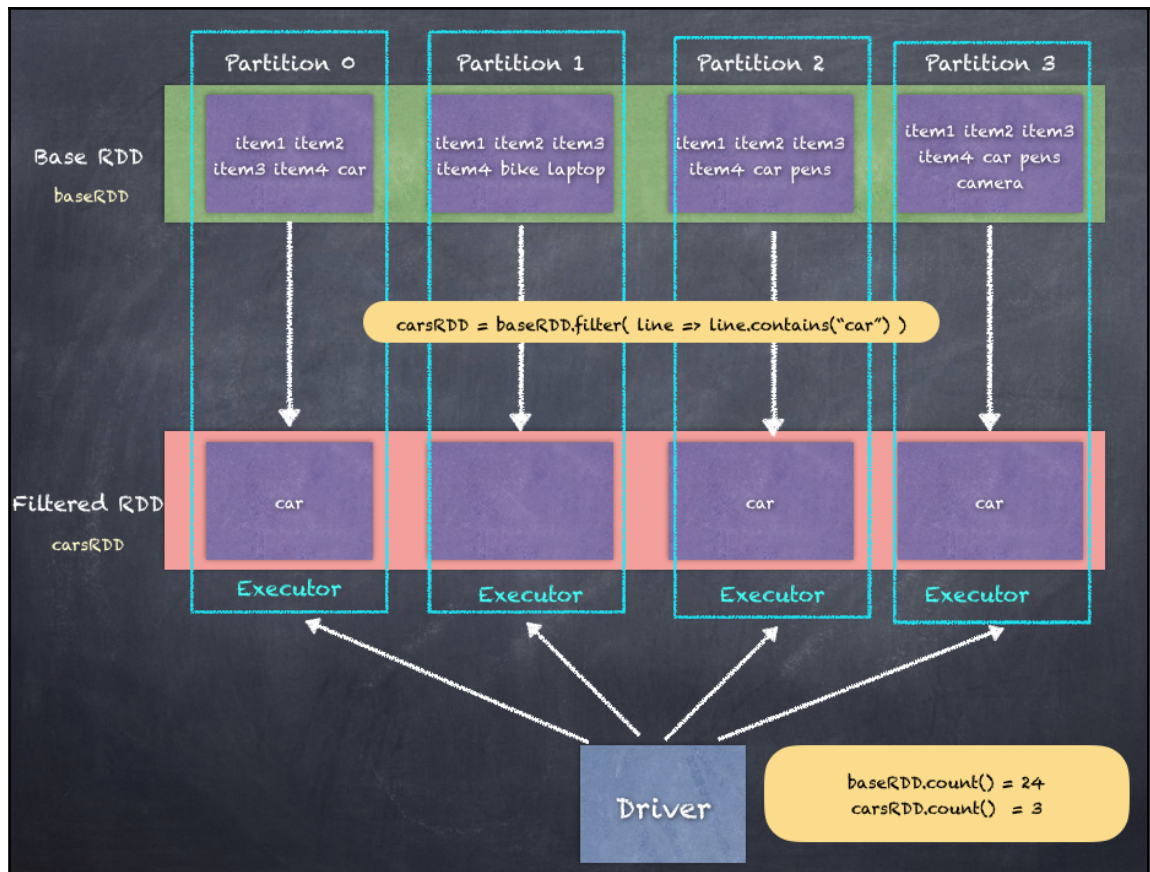 Partition 0
Partition 1
Partition 2
Partition 3
Base RDD
baseRDD
item1 item2
item3 item4 car
item1 item2 item3
item4 bike laptop
item1 item2 item3
item4 car pens
item1 item2 item3
item4 car pens
camera
carsRDD = baseRDD.filter( line => line.contains(“car”) )
Filtered RDD
carsRDD
car
car
car
Executor
Executor
Executor
Executor
Driver
baseRDD.count() = 24
carsRDD.count() = 3